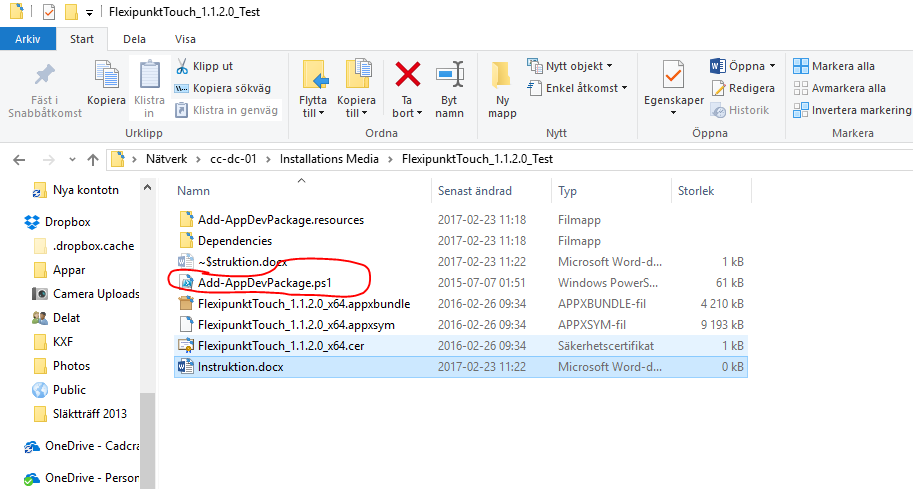 FlexipunktTouch_1.1.2.0_Test
Arkiv Start Dela Visa
Fäst i Snabbåtkomst
Kopiera
Klistra in
Klipp ut
Kopiera sökväg
Klistra in genväg
Urklipp
Flytta till
Kopiera till
Ta bort
Byt namn
Ordna
Ny mapp
Nytt objekt
Enkel åtkomst
Nytt
Egenskaper
Öppna
Redigera
Historik
Öppna
Markera alla
Avmarkera alla
Invertera markering
Markera
Nätverk > cc-dc-01 > Installations Media > FlexipunktTouch_1.1.2.0_Test
Nya kontotn
Dropbox
.dropbox.cache
Appar
Camera Uploads
Delat
KXF
Photos
Public
Släktträff 2013
OneDrive - Cadcra
OneDrive - Person
Namn Senast ändrad Typ Storlek
Add-AppDevPackage.resources 2017-02-23 11:18 Filmapp
Dependencies 2017-02-23 11:18 Filmapp
~$struktion.docx 2017-02-23 11:22 Microsoft Word-d... 1 kB
Add-AppDevPackage.ps1 2015-07-07 01:51 Windows PowerS... 61 kB
FlexipunktTouch_1.1.2.0_x64.appxbundle 2016-02-26 09:34 APPXBUNDLE-fil 4 210 kB
FlexipunktTouch_1.1.2.0_x64.appxsym 2016-02-26 09:34 APPXSYM-fil 9 193 kB
FlexipunktTouch_1.1.2.0_x64.cer 2016-02-26 09:34 Säkerhetscertifikat 1 kB
Instruktion.docx 2017-02-23 11:22 Microsoft Word-d... 0 kB